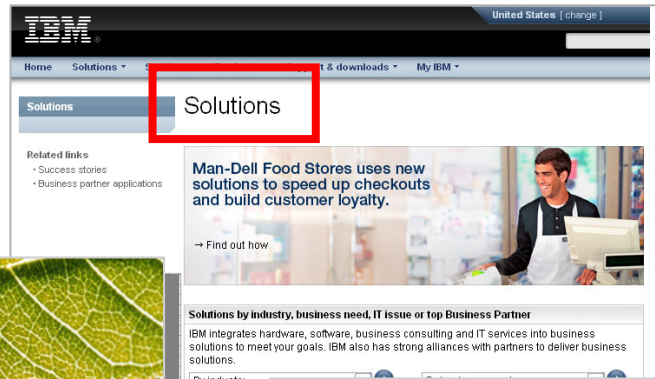 United States [ change ]
IBM®
Home Solutions & downloads My IBM
Solutions
Solutions
Related links
• Success stories
• Business partner applications
Man-Dell Food Stores uses new
solutions to speed up checkouts
and build customer loyalty.
→ Find out how
Solutions by industry, business need, IT issue or top Business Partner
IBM integrates hardware, software, business consulting and IT services into business
solutions to meet your goals. IBM also has strong alliances with partners to deliver business
solutions.
By industry